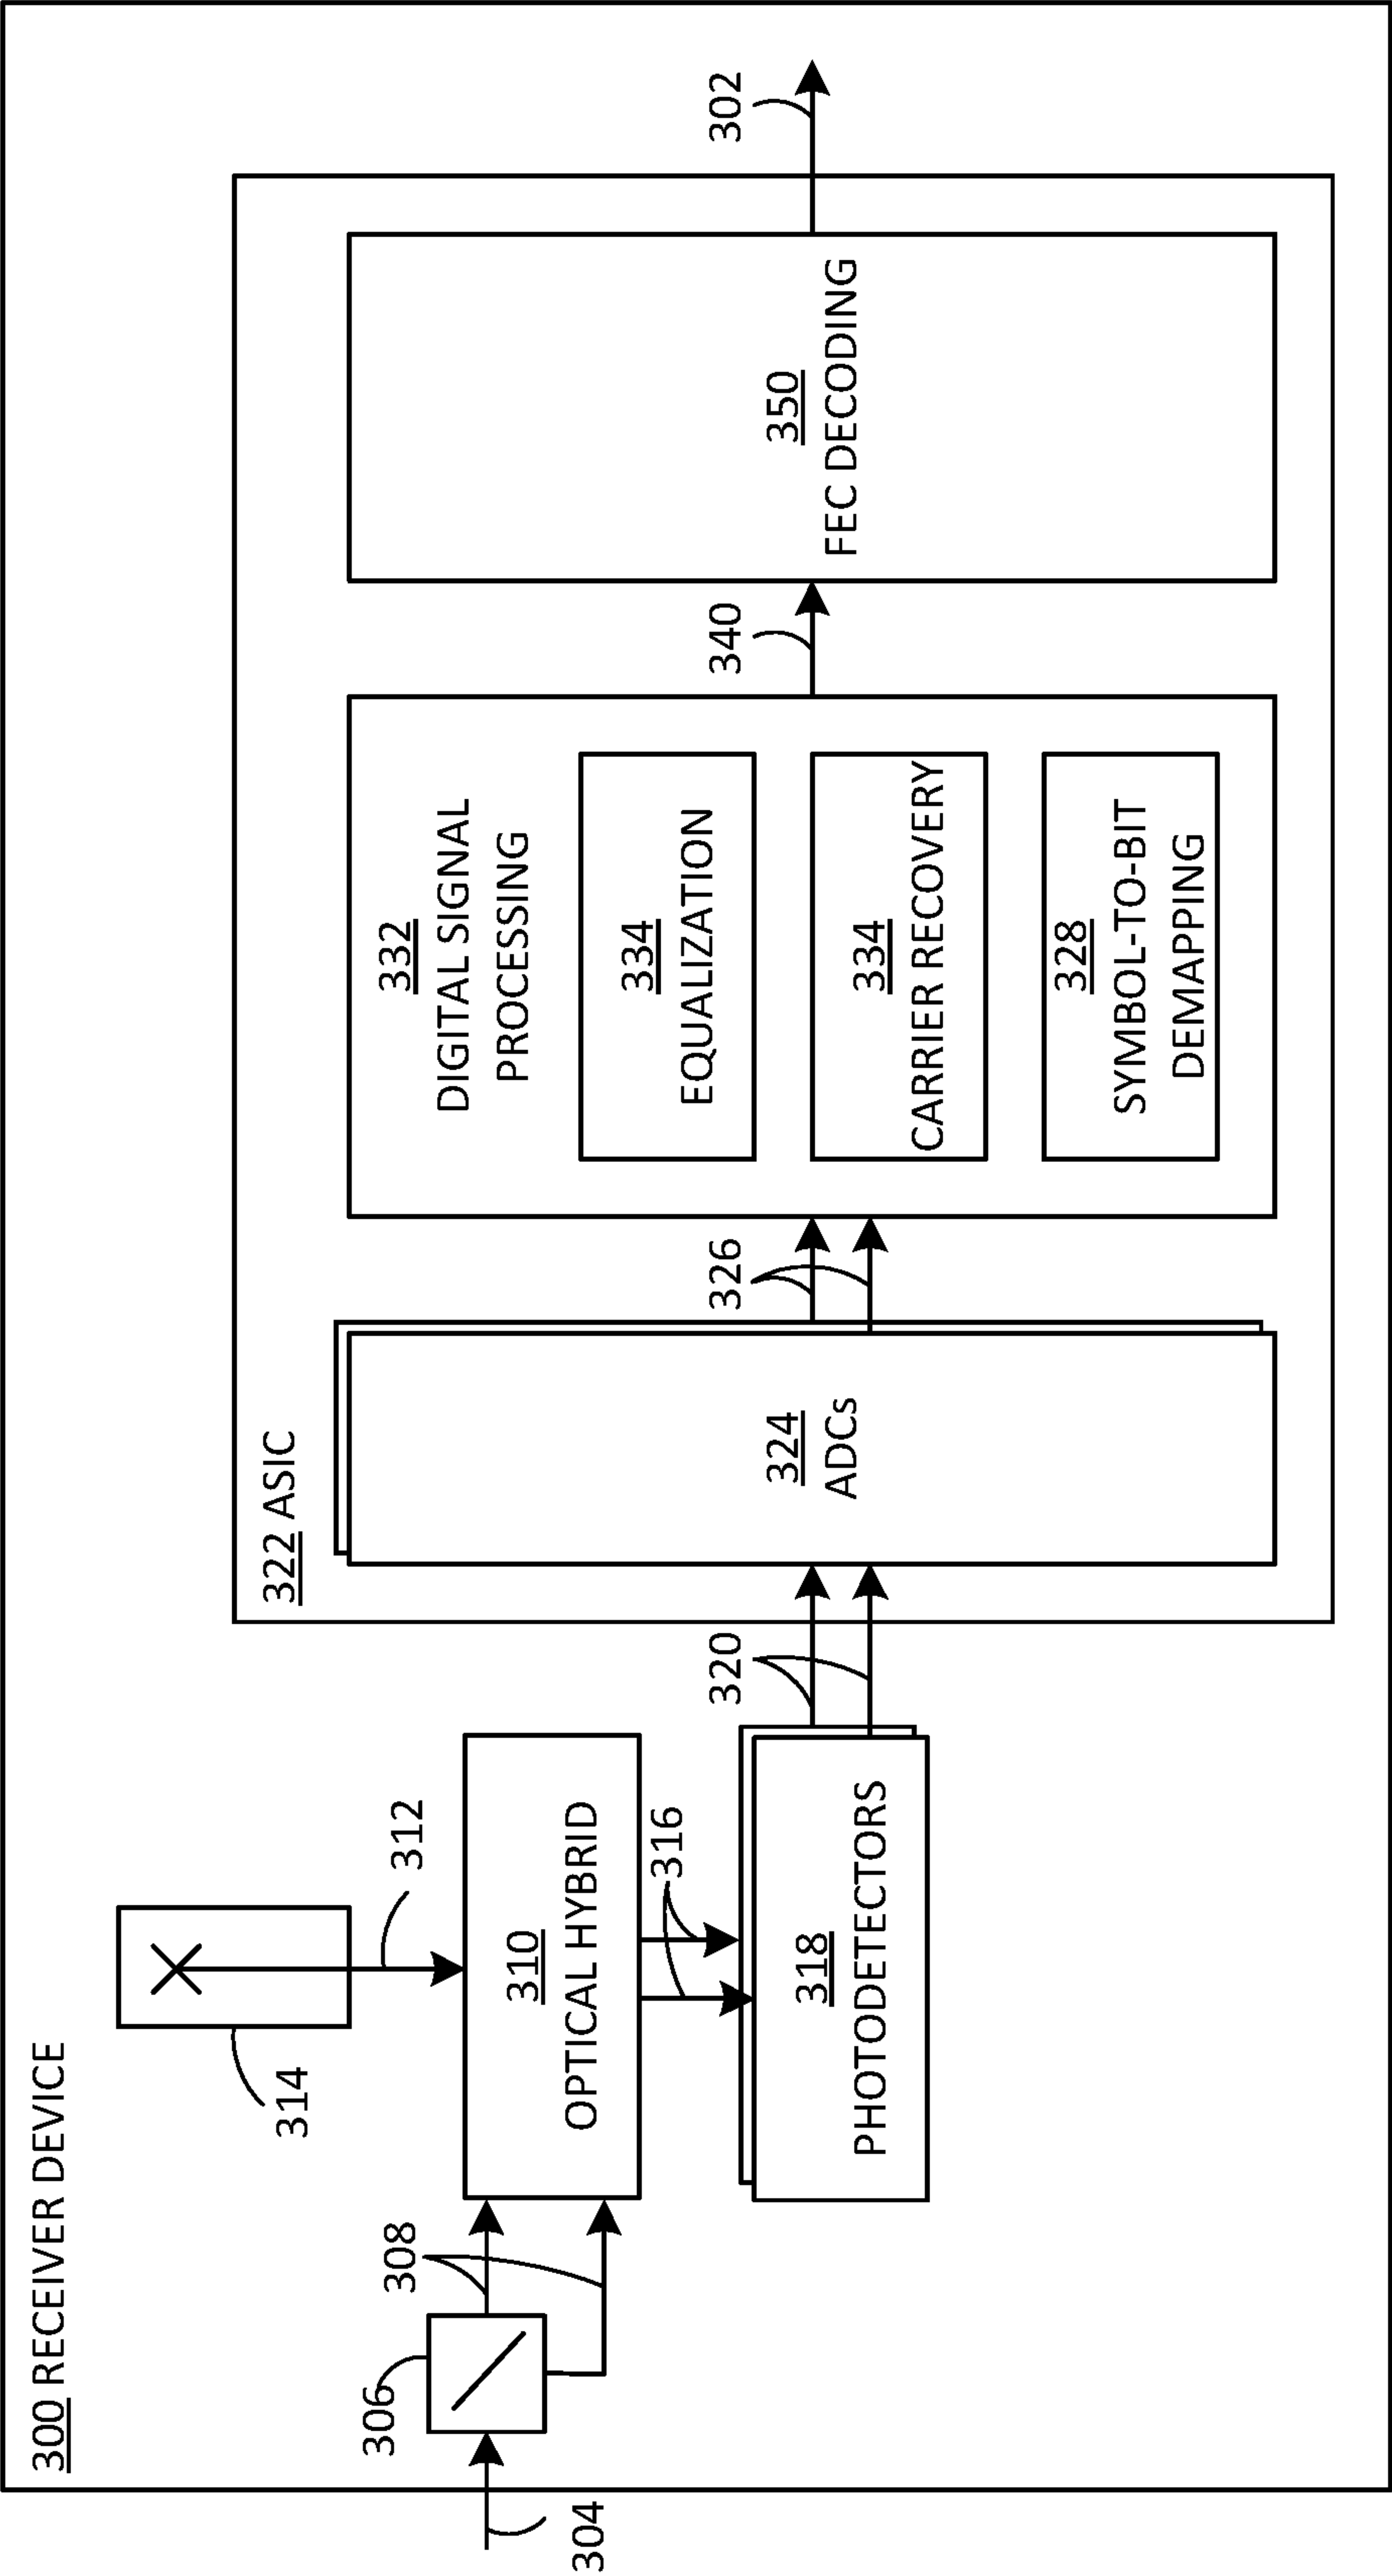 300 RECEIVER DEVICE
314
312
304
306
308
310
OPTICAL HYBRID
316
318
PHOTODETECTORS
320
322 ASIC
324
ADCs
326
332
DIGITAL SIGNAL
PROCESSING
334
EQUALIZATION
334
CARRIER RECOVERY
328
SYMBOL-TO-BIT
DEMAPPING
340
350
FEC DECODING
302